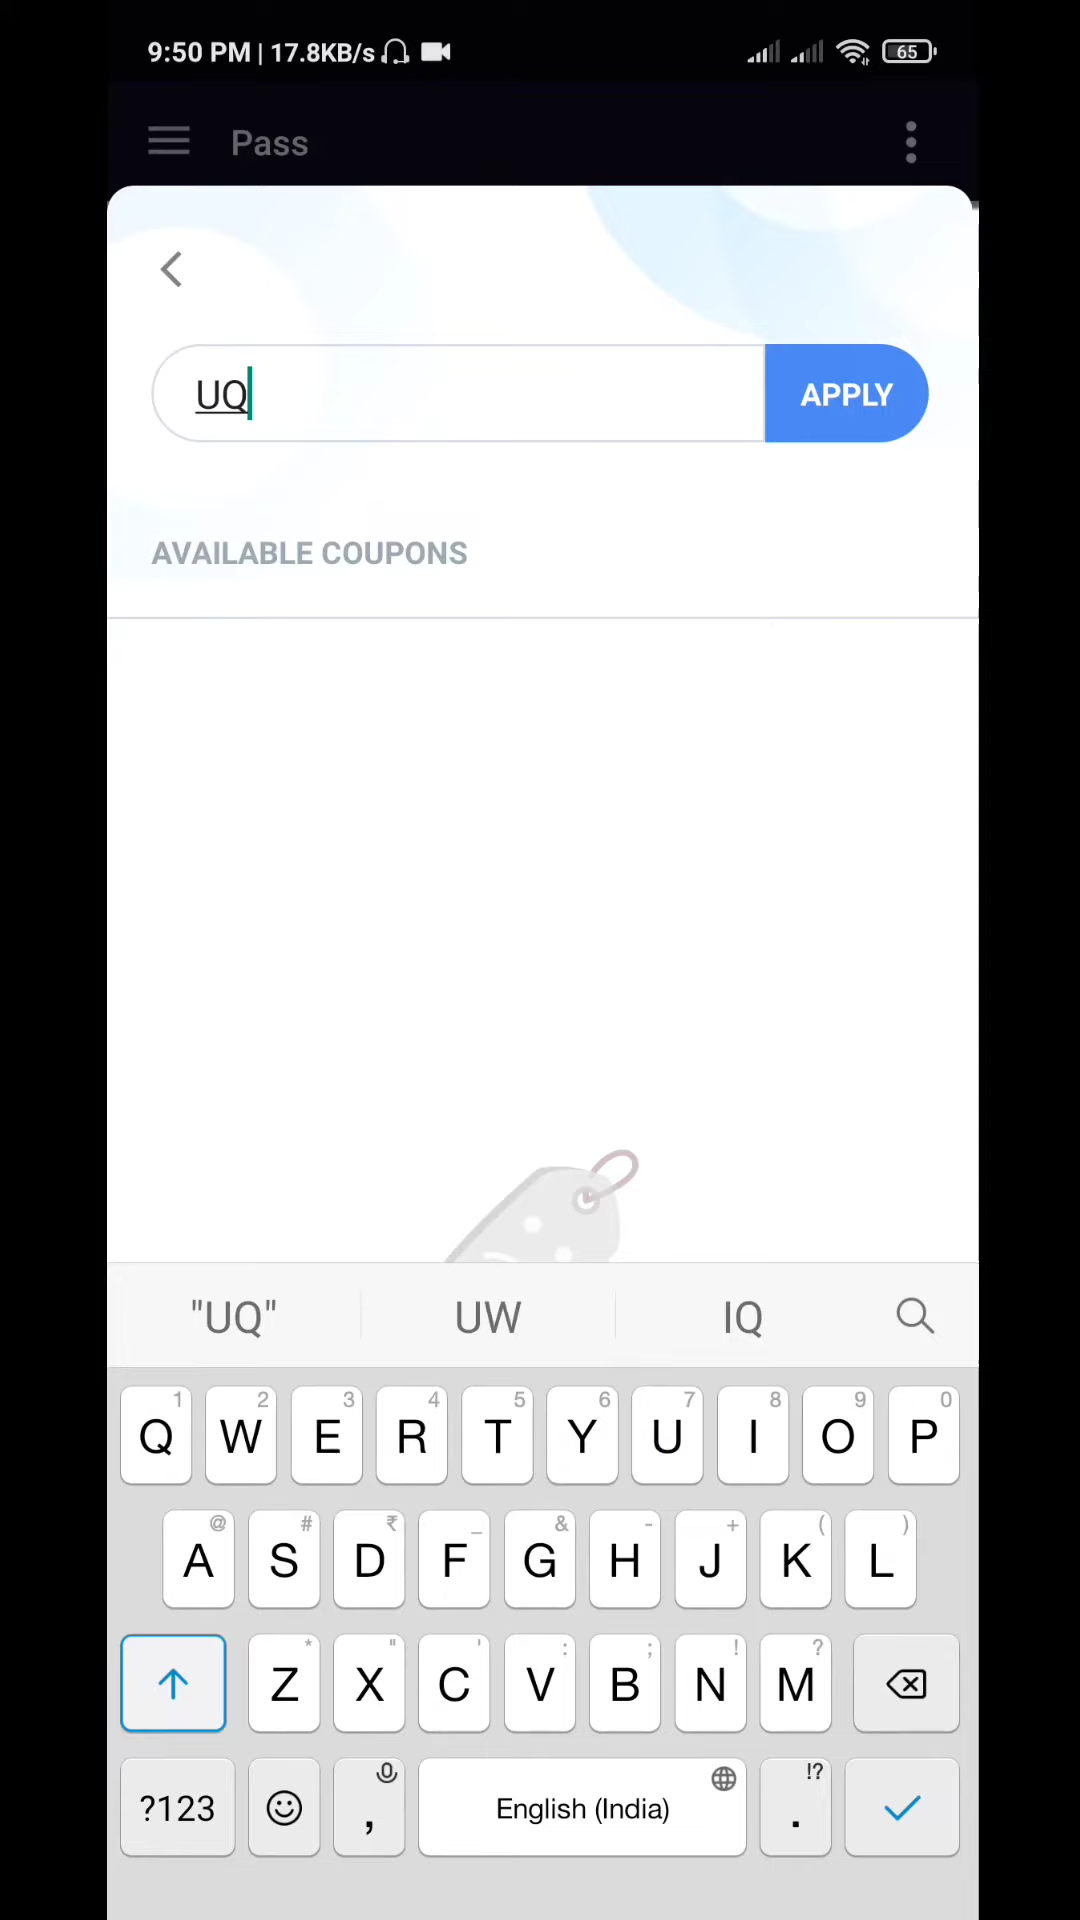 9:50 PM | 17.8KB/s 65
Pass
UQ
APPLY
AVAILABLE COUPONS
"UQ" UW IQ
1 2 3 4 5 6 7 8 9 0
Q W E R T Y U I O P
@ # ₹ _ & - + ( )
A S D F G H J K L
* " ' : ; ! ?
Z X C V B N M
!?
?123 , English (India) .